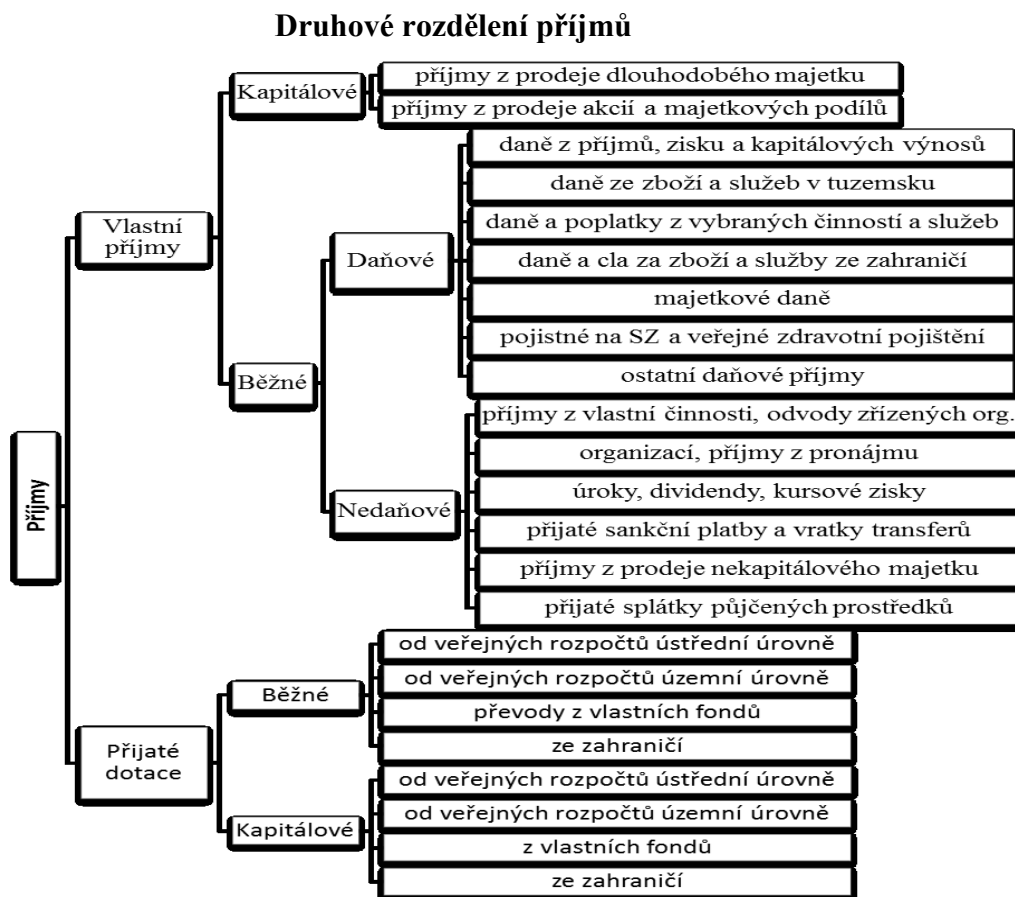 Druhové rozdělení příjmů
Příjmy
Vlastní
příjmy
Kapitálové
příjmy z prodeje dlouhodobého majetku
příjmy z prodeje akcií a majetkových podílů
Běžné
Daňové
daně z příjmů, zisku a kapitálových výnosů
daně ze zboží a služeb v tuzemsku
daně a poplatky z vybraných činností a služeb
daně a cla za zboží a služby ze zahraničí
majetkové daně
pojistné na SZ a veřejné zdravotní pojištění
ostatní daňové příjmy
Nedaňové
příjmy z vlastní činnosti, odvody zřízených org.
organizací, příjmy z pronájmu
úroky, dividendy, kursové zisky
přijaté sankční platby a vratky transferů
příjmy z prodeje nekapitálového majetku
přijaté splátky půjčených prostředků
Přijaté
dotace
Běžné
od veřejných rozpočtů ústřední úrovně
od veřejných rozpočtů územní úrovně
převody z vlastních fondů
ze zahraničí
Kapitálové
od veřejných rozpočtů ústřední úrovně
od veřejných rozpočtů územní úrovně
z vlastních fondů
ze zahraničí